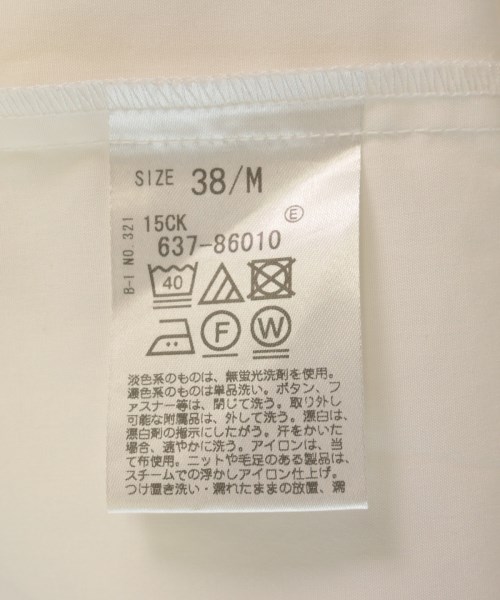 SIZE 38/M
B-I NO.321
15CK
E
637-86010
40
F W
淡色系のものは、無蛍光洗剤を使用。
濃色系のものは単品洗い。ボタン、フ
ァスナー等は、閉じて洗う。取り外し
可能な附属品は、外して洗う。漂白は、
漂白剤の指示にしたがう。汗をかいた
場合、速やかに洗う。アイロンは、当
て布使用。ニットや毛足のある製品は、
スチームでの浮かしアイロン仕上げ。
つけ置き洗い・濡れたままの放置、濡